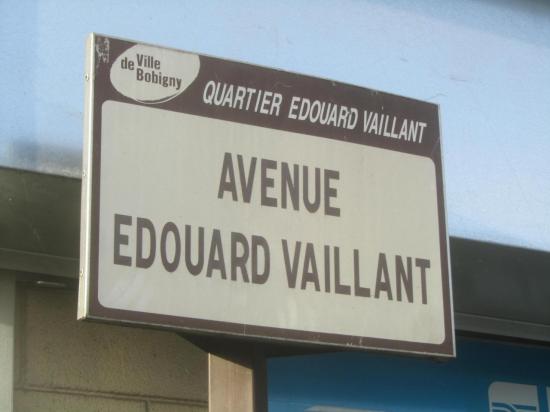 Ville
de Bobigny
QUARTIER EDOUARD VAILLANT
AVENUE
EDOUARD VAILLANT